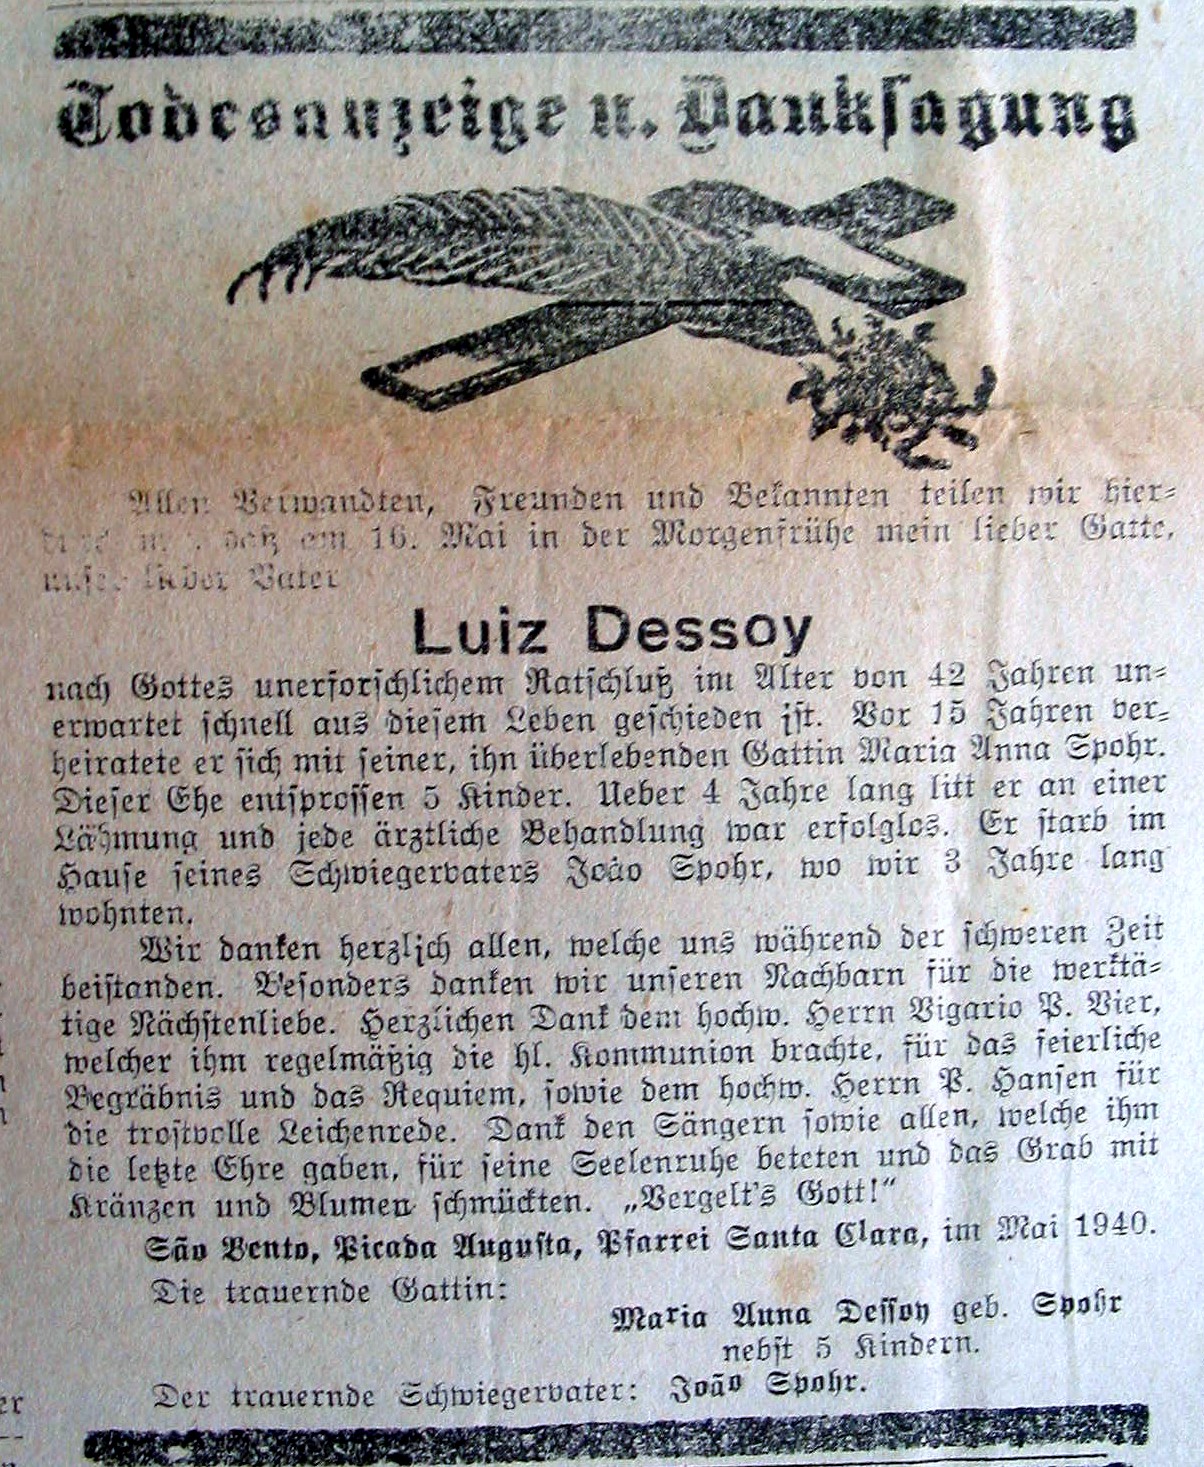 Todesanzeige u. Danksagung
Allen Verwandten, Freunden und Bekannten teilen wir hier=
daß am 16. Mai in der Morgenfrühe mein lieber Gatte,
unser lieber Vater
Luiz Dessoy
nach Gottes unerforschlichem Ratschluß im Alter von 42 Jahren un=
erwartet schnell aus diesem Leben geschieden ist. Vor 15 Jahren ver=
heiratete er sich mit seiner, ihn überlebenden Gattin Maria Anna Spohr.
Dieser Ehe entsprossen 5 Kinder. Ueber 4 Jahre lang litt er an einer
Lähmung und jede ärztliche Behandlung war erfolglos. Er starb im
Hause seines Schwiegervaters João Spohr, wo wir 3 Jahre lang
wohnten.
Wir danken herzlich allen, welche uns während der schweren Zeit
beistanden. Besonders danken wir unseren Nachbarn für die werktä=
tige Nächstenliebe. Herzlichen Dank dem hochw. Herrn Vigario P. Vier,
welcher ihm regelmäßig die hl. Kommunion brachte, für das feierliche
Begräbnis und das Requiem, sowie dem hochw. Herrn P. Hansen für
die trostvolle Leichenrede. Dank den Sängern sowie allen, welche ihm
die letzte Ehre gaben, für seine Seelenruhe beteten und das Grab mit
Kränzen und Blumen schmückten. „Vergelt's Gott!“
São Bento, Picada Augusta, Pfarrei Santa Clara, im Mai 1940.
Die trauernde Gattin:
Maria Anna Dessoy geb. Spohr
nebst 5 Kindern.
Der trauernde Schwiegervater: João Spohr.